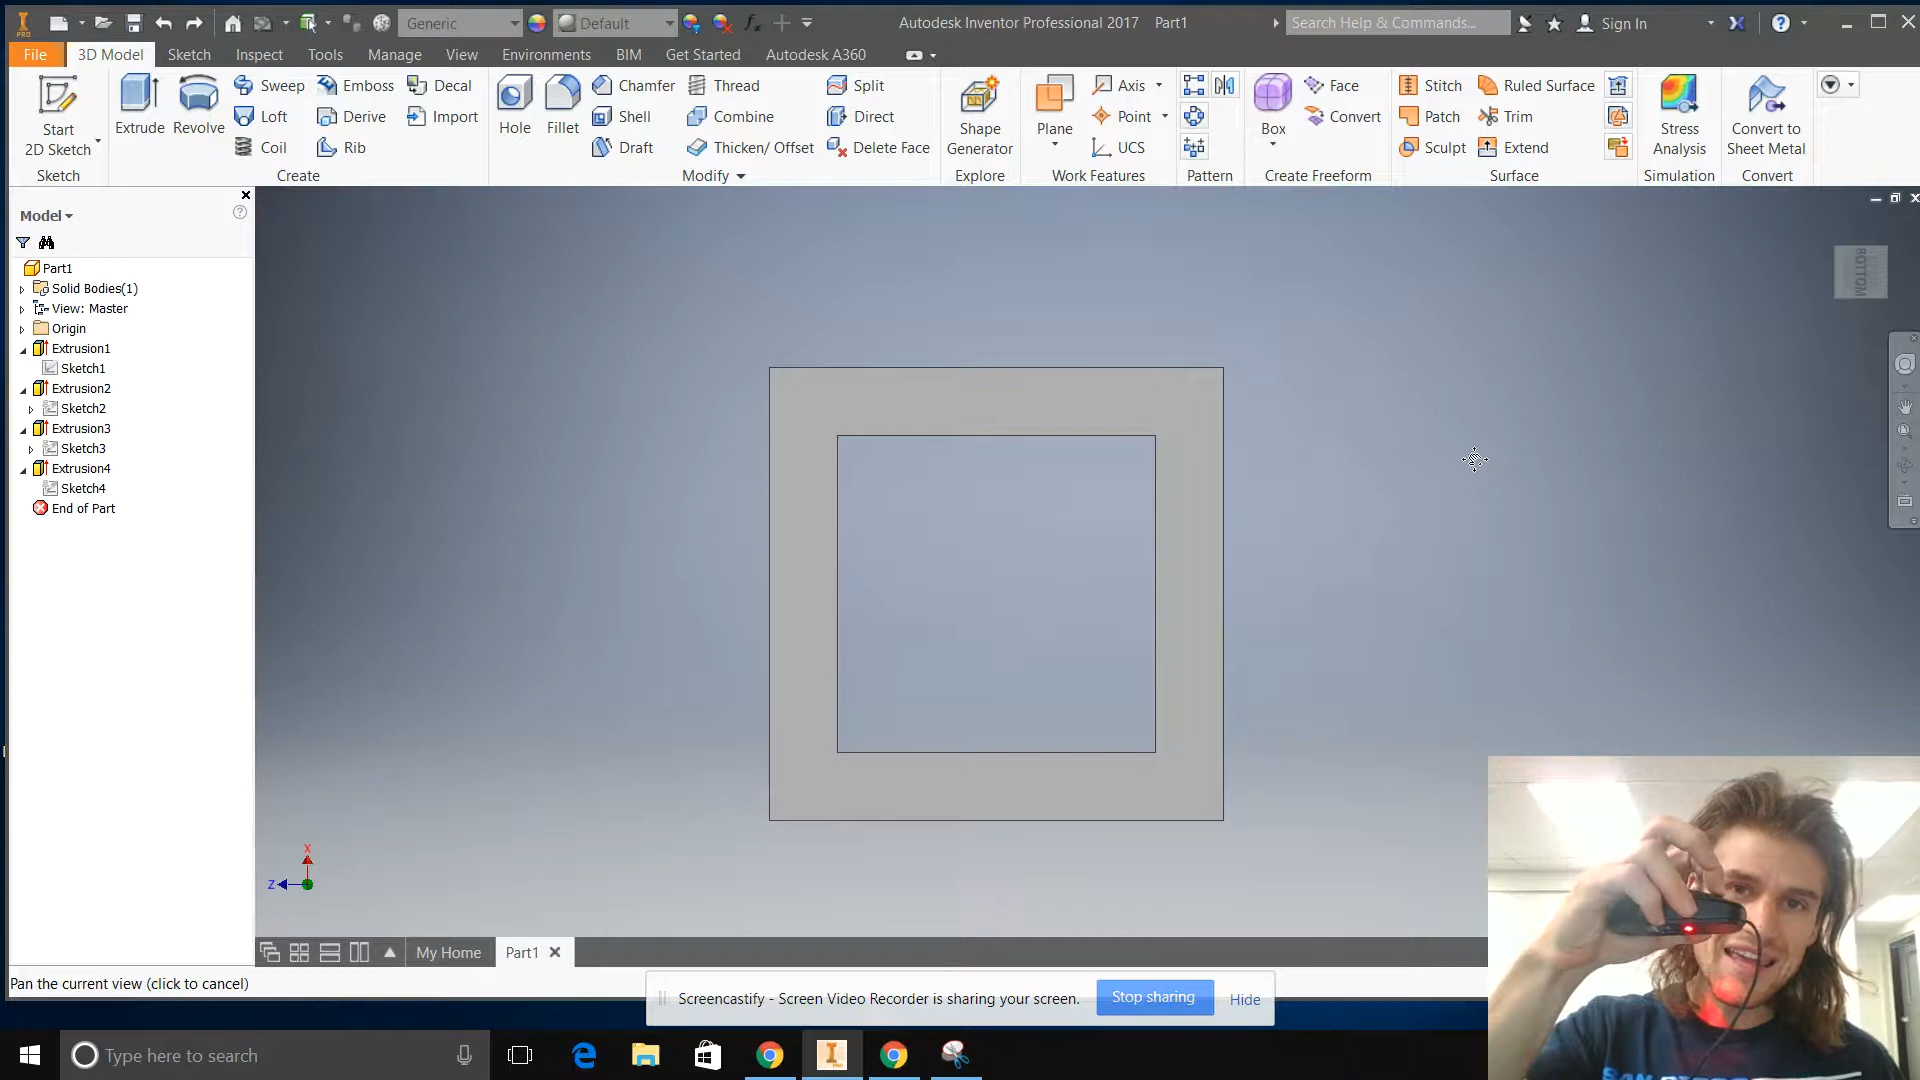 Generic
Default
Autodesk Inventor Professional 2017 Part1
Search Help & Commands...
Sign In
File 3D Model Sketch Inspect Tools Manage View Environments BIM Get Started Autodesk A360
Start
2D Sketch
Sketch
Extrude Revolve
Sweep Emboss Decal
Loft Derive Import
Coil Rib
Create
Hole Fillet
Chamfer Thread Split
Shell Combine Direct
Draft Thicken/ Offset Delete Face
Modify
Shape
Generator
Explore
Plane
Axis
Point
UCS
Work Features
Pattern
Box
Face
Convert
Create Freeform
Stitch Ruled Surface
Patch Trim
Sculpt Extend
Surface
Stress
Analysis
Simulation
Convert to
Sheet Metal
Convert
Model
Part1
Solid Bodies(1)
View: Master
Origin
Extrusion1
Sketch1
Extrusion2
Sketch2
Extrusion3
Sketch3
Extrusion4
Sketch4
End of Part
BOTTOM
X
Z
My Home Part1
Pan the current view (click to cancel)
Screencastify - Screen Video Recorder is sharing your screen. Stop sharing Hide
Type here to search